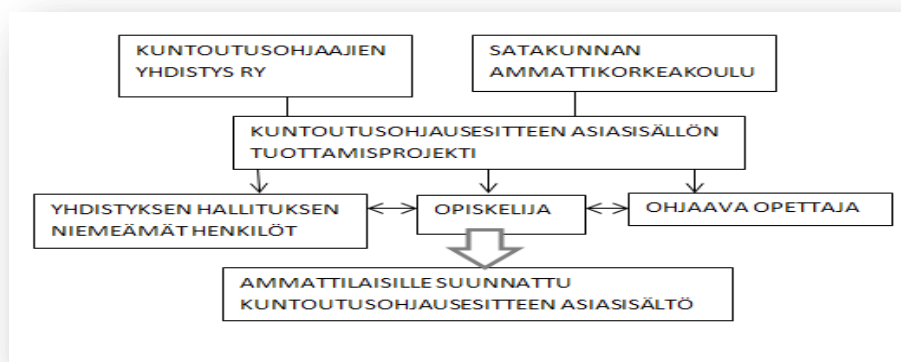 KUNTOUTUSOHJAAJIEN
YHDISTYS RY
SATAKUNNAN
AMMATTIKORKEAKOULU
KUNTOUTUSOHJAUSESITTEEN ASIASISÄLLÖN
TUOTTAMISPROJEKTI
YHDISTYKSEN HALLITUKSEN
NIEMEÄMÄT HENKILÖT
OPISKELIJA
OHJAAVA OPETTAJA
AMMATTILAISILLE SUUNNATTU
KUNTOUTUSOHJAUSESITTEEN ASIASISÄLTÖ